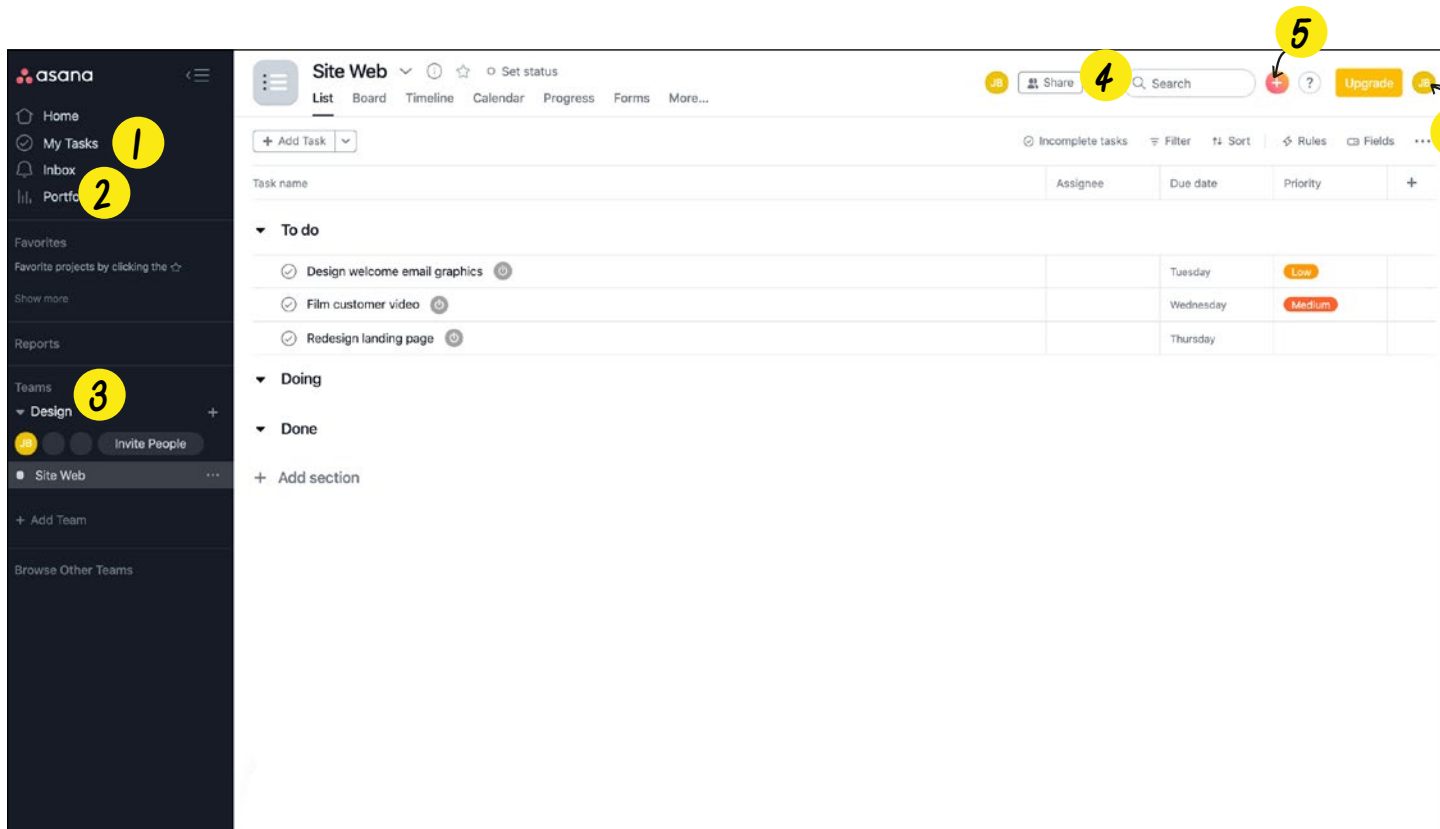 5
asana
Site Web
Set status
JB
Share
4
Search
+
?
Upgrade
JB
List Board Timeline Calendar Progress Forms More...
Home
My Tasks
1
Inbox
2
+ Add Task
Incomplete tasks
Filter
Sort
Rules
Fields
...
Task name
Assignee
Due date
Priority
+
Favorites
Favorite projects by clicking the ☆
Show more
Reports
Teams
3
Design
+
JB
Invite People
Site Web
...
+ Add Team
Browse Other Teams
To do
Design welcome email graphics
Tuesday
Low
Film customer video
Wednesday
Medium
Redesign landing page
Thursday
Doing
Done
+ Add section